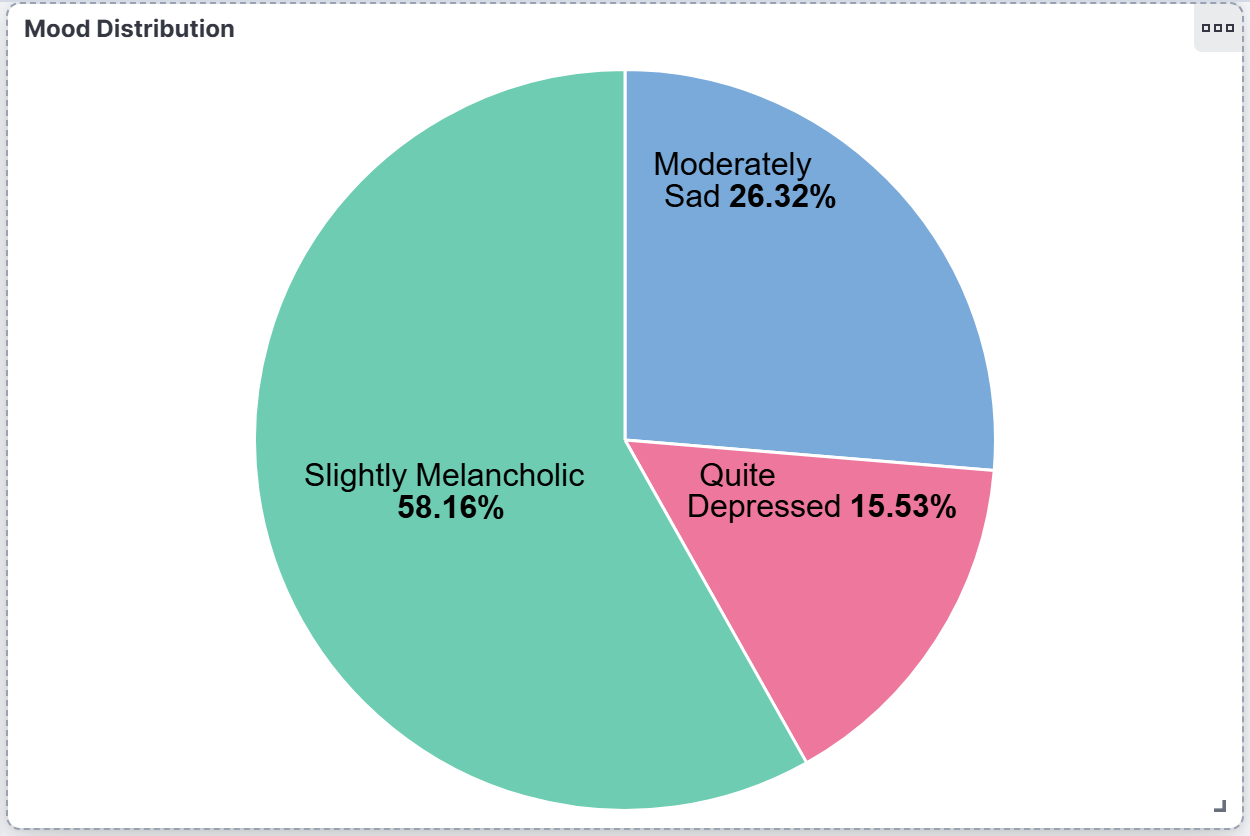 Mood Distribution
Moderately
Sad 26.32%
Slightly Melancholic
58.16%
Quite
Depressed 15.53%